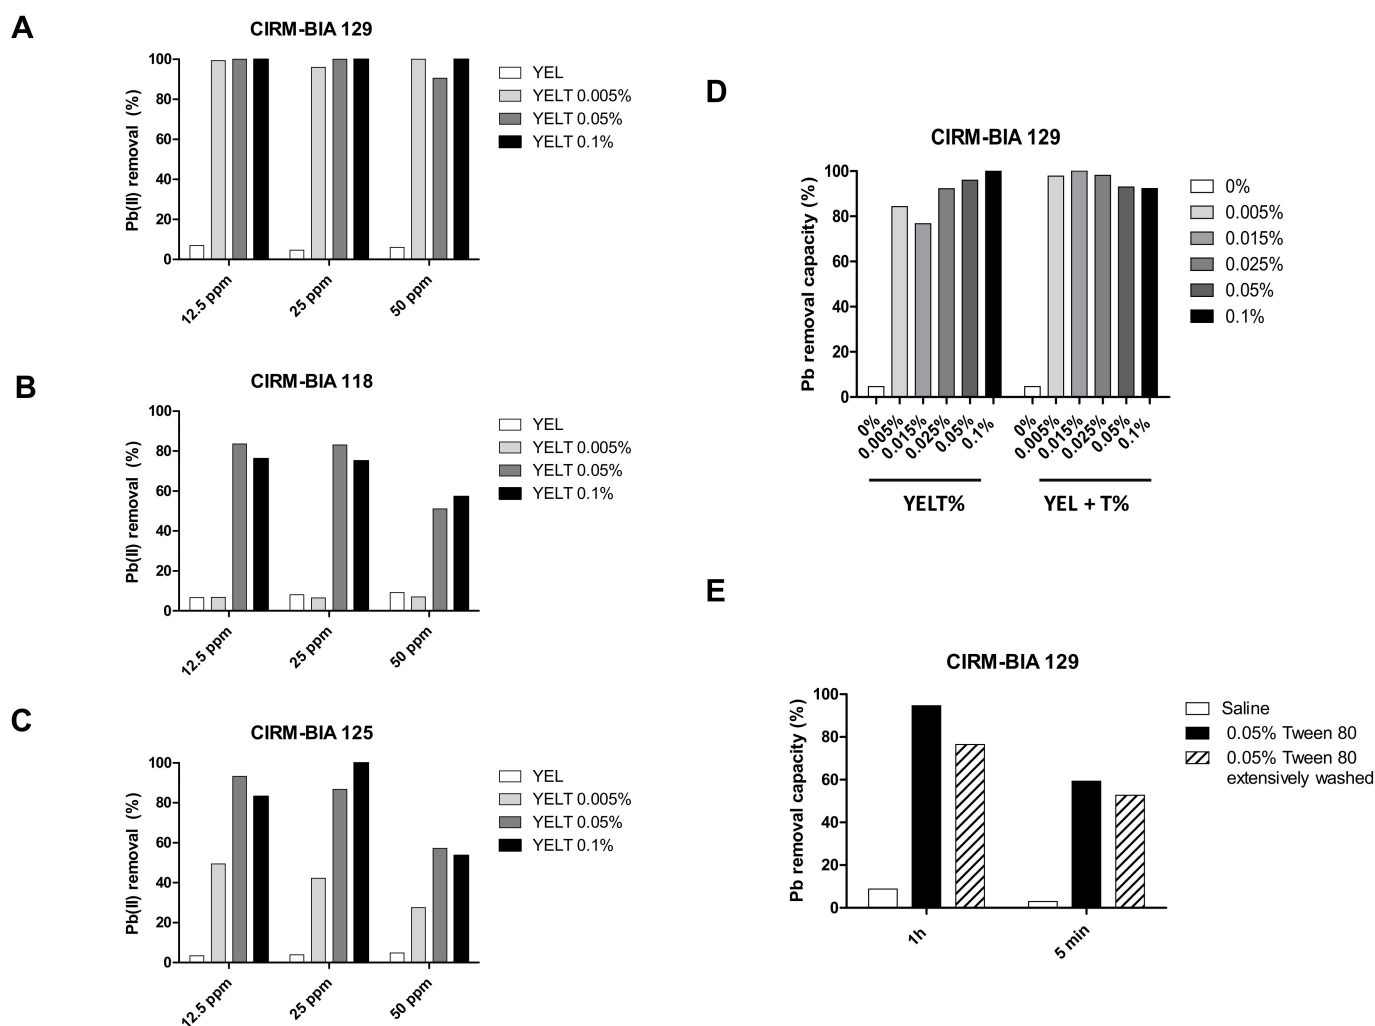 A
CIRM-BIA 129
Pb(II) removal (%)
100
80
60
40
20
0
12.5 ppm
25 ppm
50 ppm
YEL
YELT 0.005%
YELT 0.05%
YELT 0.1%
B
CIRM-BIA 118
Pb(II) removal (%)
100
80
60
40
20
0
12.5 ppm
25 ppm
50 ppm
YEL
YELT 0.005%
YELT 0.05%
YELT 0.1%
C
CIRM-BIA 125
Pb(II) removal (%)
100
80
60
40
20
0
12.5 ppm
25 ppm
50 ppm
YEL
YELT 0.005%
YELT 0.05%
YELT 0.1%
D
CIRM-BIA 129
Pb removal capacity (%)
100
80
60
40
20
0
0%
0.005%
0.015%
0.025%
0.05%
0.1%
0%
0.005%
0.015%
0.025%
0.05%
0.1%
YELT%
YEL + T%
0%
0.005%
0.015%
0.025%
0.05%
0.1%
E
CIRM-BIA 129
Pb removal capacity (%)
100
80
60
40
20
0
1h
5 min
Saline
0.05% Tween 80
0.05% Tween 80
extensively washed